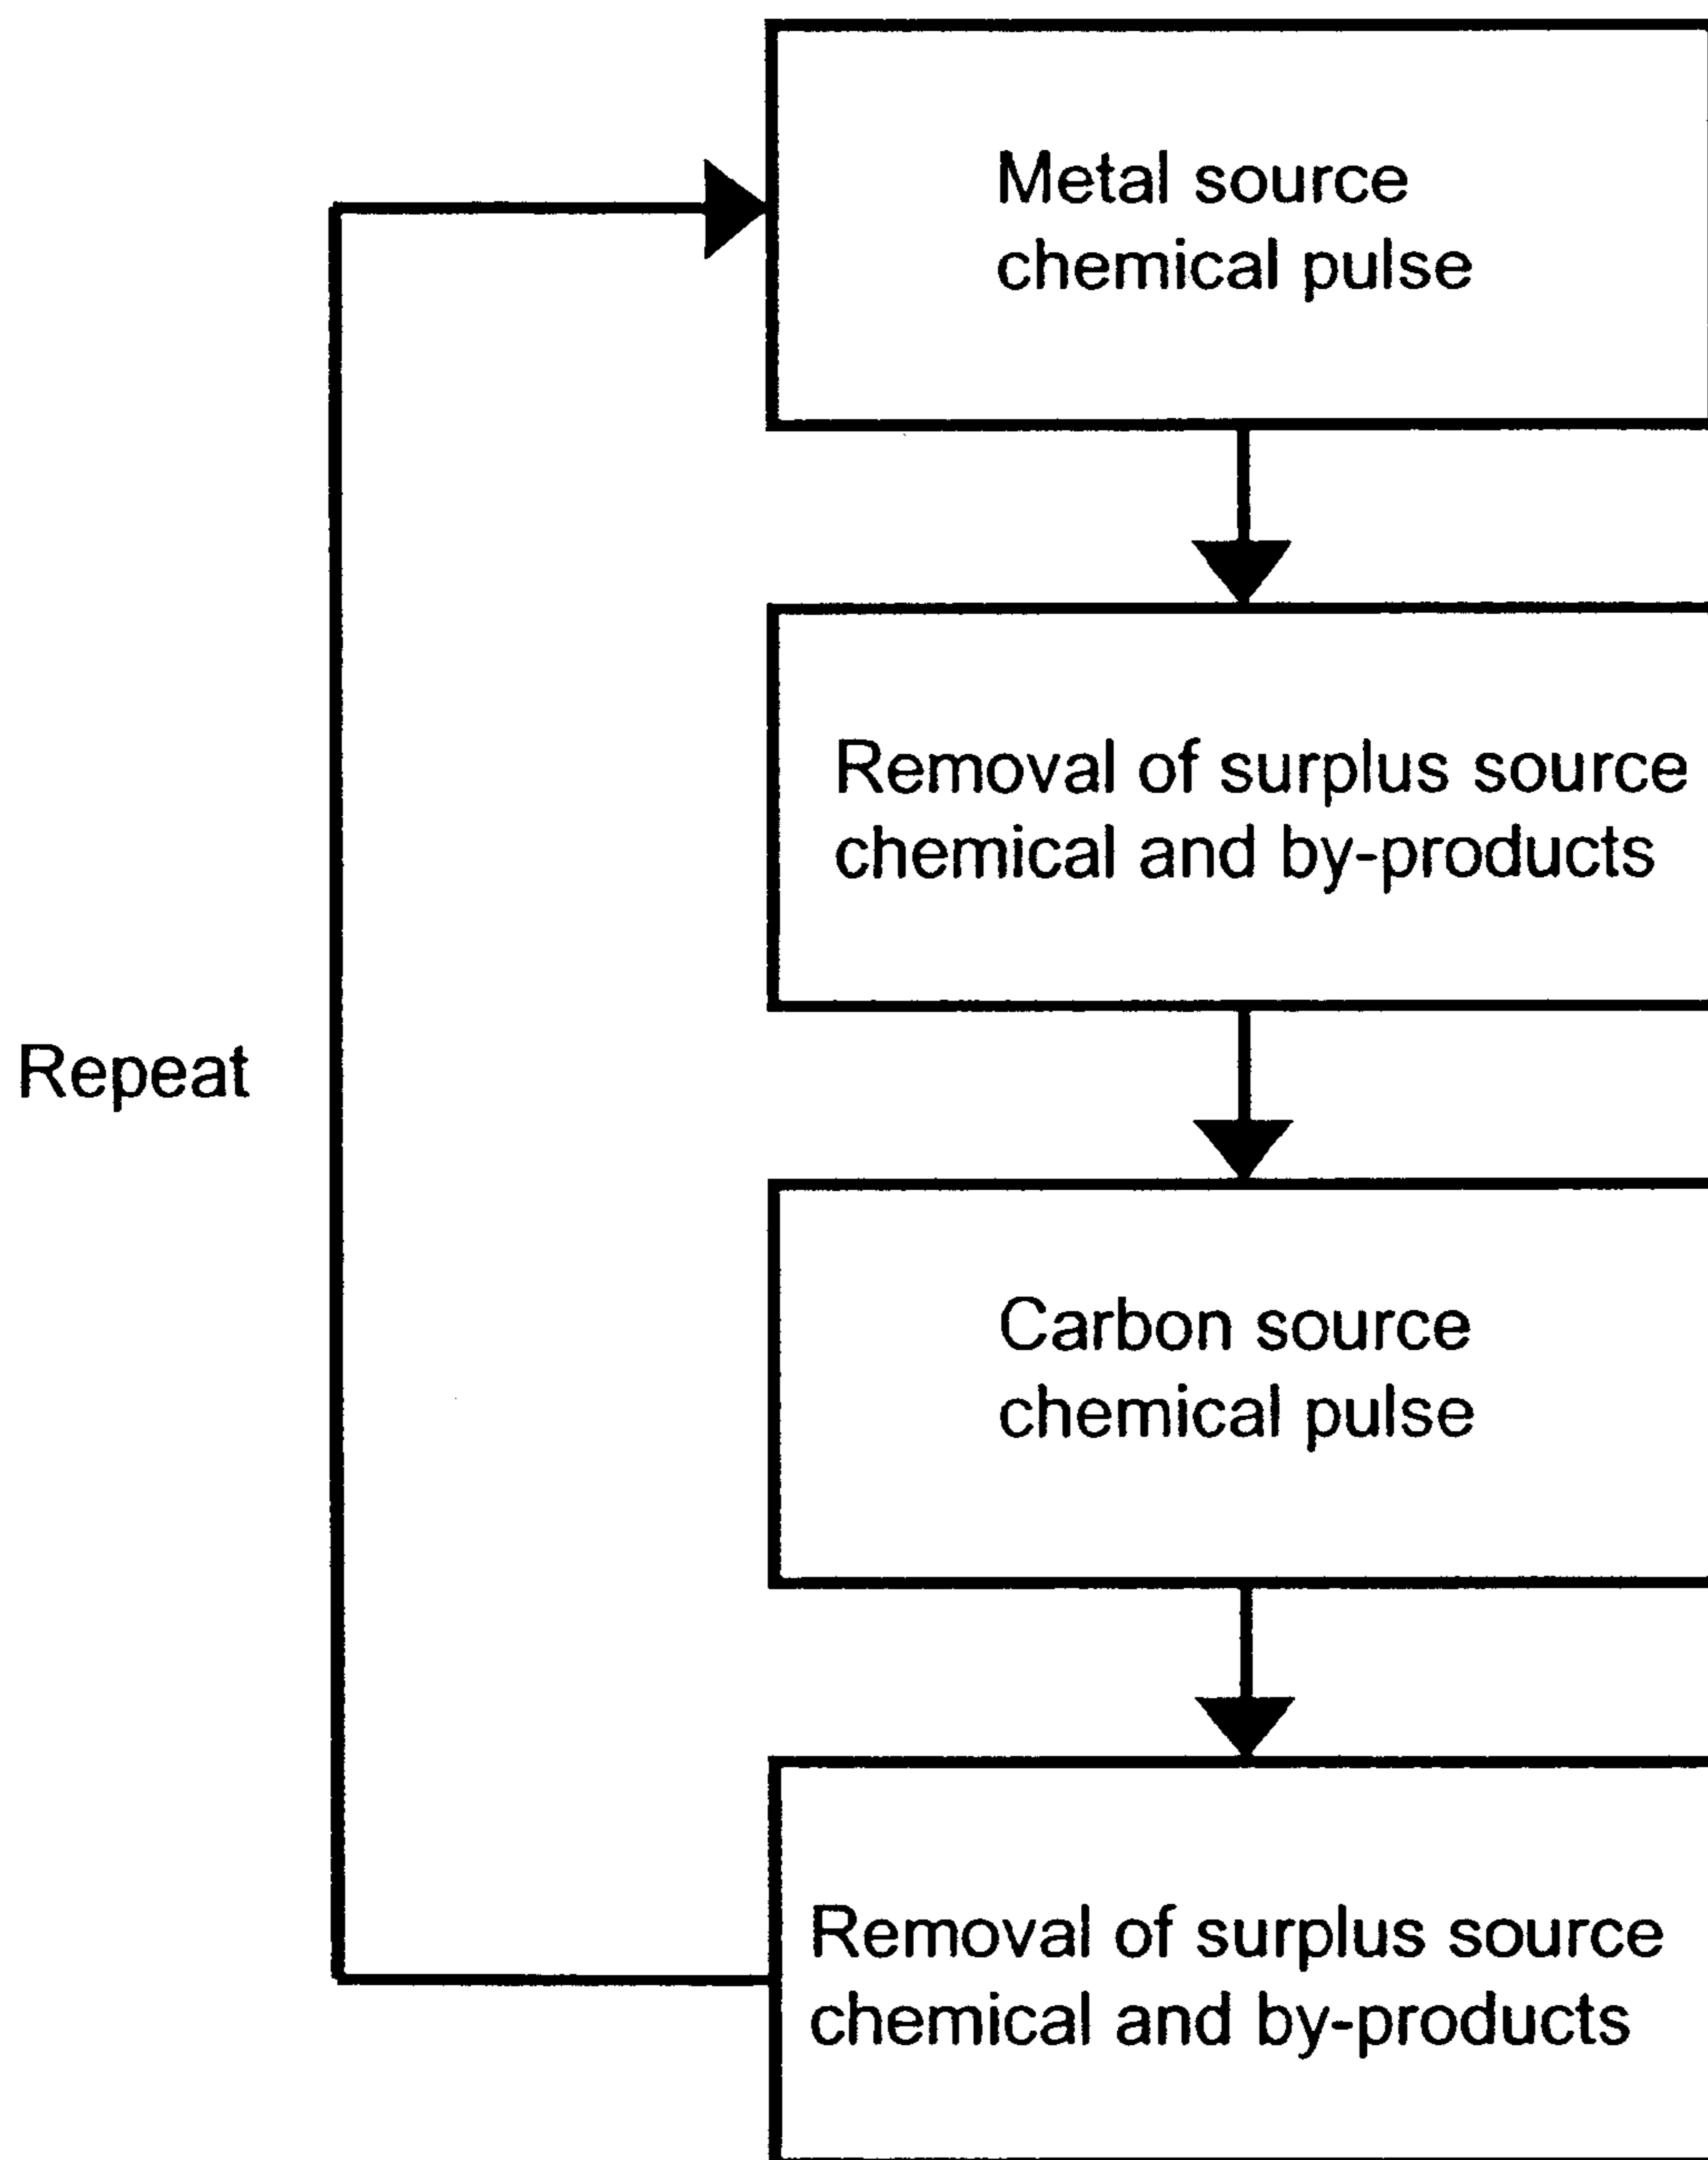 Metal source
chemical pulse
Removal of surplus source
chemical and by-products
Repeat
Carbon source
chemical pulse
Removal of surplus source
chemical and by-products